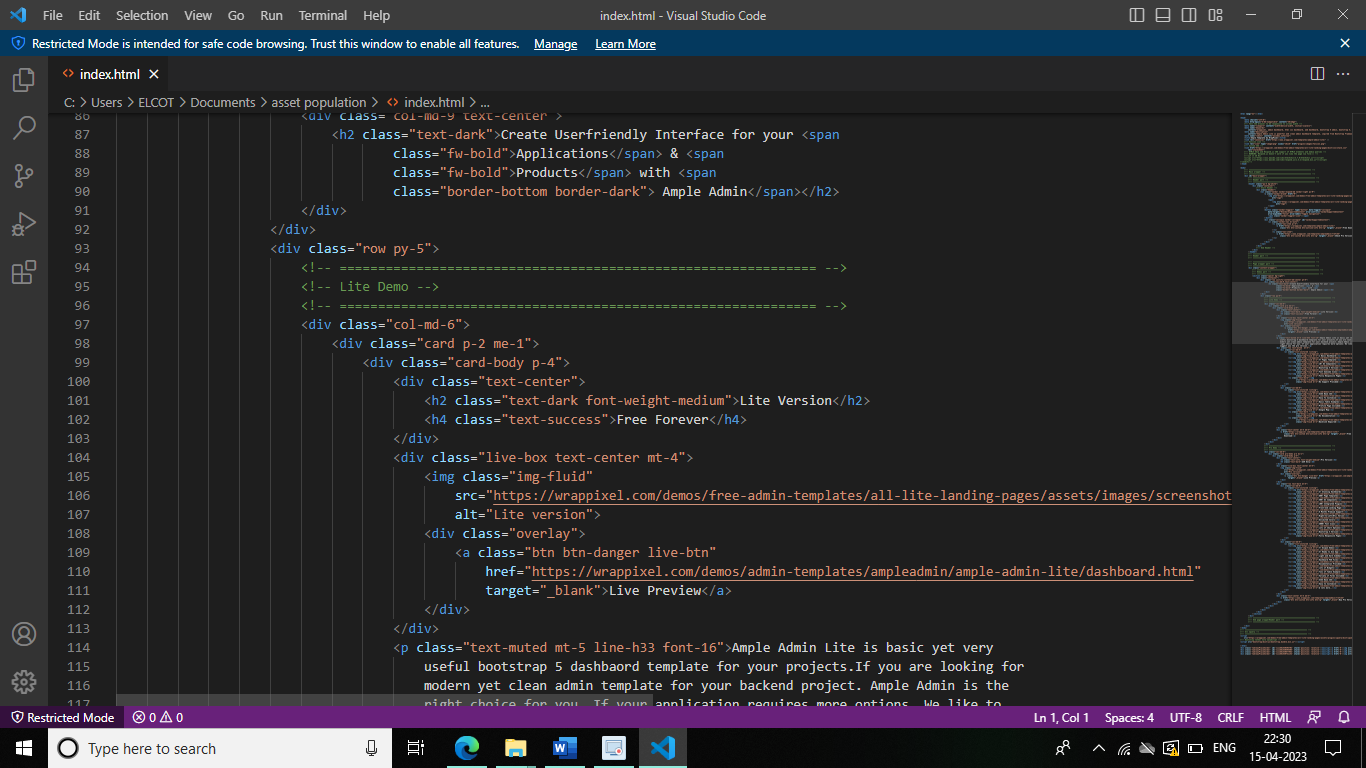 File Edit Selection View Go Run Terminal Help index.html - Visual Studio Code
Restricted Mode is intended for safe code browsing. Trust this window to enable all features. Manage Learn More
index.html
C: > Users > ELCOT > Documents > asset population > index.html > ...
86 <div class="col-md-9 text-center">
87 <h2 class="text-dark">Create Userfriendly Interface for your <span
88 class="fw-bold">Applications</span> & <span
89 class="fw-bold">Products</span> with <span
90 class="border-bottom border-dark"> Ample Admin</span></h2>
91 </div>
92 </div>
93 <div class="row py-5">
94 <!-- ============================================================== -->
95 <!-- Lite Demo -->
96 <!-- ============================================================== -->
97 <div class="col-md-6">
98 <div class="card p-2 me-1">
99 <div class="card-body p-4">
100 <div class="text-center">
101 <h2 class="text-dark font-weight-medium">Lite Version</h2>
102 <h4 class="text-success">Free Forever</h4>
103 </div>
104 <div class="live-box text-center mt-4">
105 <img class="img-fluid"
106 src="https://wrappixel.com/demos/free-admin-templates/all-lite-landing-pages/assets/images/screenshot
107 alt="Lite version">
108 <div class="overlay">
109 <a class="btn btn-danger live-btn"
110 href="https://wrappixel.com/demos/admin-templates/ampleadmin/ample-admin-lite/dashboard.html"
111 target="_blank">Live Preview</a>
112 </div>
113 </div>
114 <p class="text-muted mt-5 line-h33 font-16">Ample Admin Lite is basic yet very
115 useful bootstrap 5 dashbaord template for your projects.If you are looking for
116 modern yet clean admin template for your backend project. Ample Admin is the
117 right choice for you. If your application requires more options. We like to
Restricted Mode 0 0 Ln 1, Col 1 Spaces: 4 UTF-8 CRLF HTML
Type here to search ENG 22:30
15-04-2023